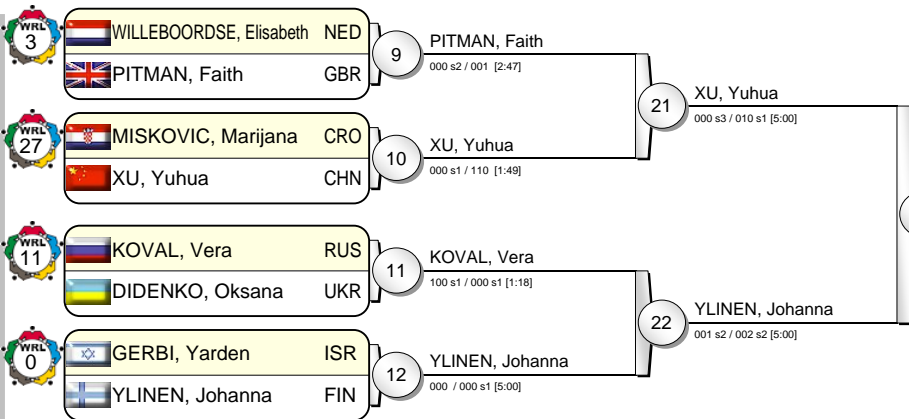 WRL
3
WILLEBOORDSE, Elisabeth NED
PITMAN, Faith GBR
9
PITMAN, Faith
000 s2 / 001 [2:47]
21
XU, Yuhua
000 s3 / 010 s1 [5:00]
WRL
27
MISKOVIC, Marijana CRO
XU, Yuhua CHN
10
XU, Yuhua
000 s1 / 110 [1:49]
WRL
11
KOVAL, Vera RUS
DIDENKO, Oksana UKR
11
KOVAL, Vera
100 s1 / 000 s1 [1:18]
22
YLINEN, Johanna
001 s2 / 002 s2 [5:00]
WRL
0
GERBI, Yarden ISR
YLINEN, Johanna FIN
12
YLINEN, Johanna
000 / 000 s1 [5:00]